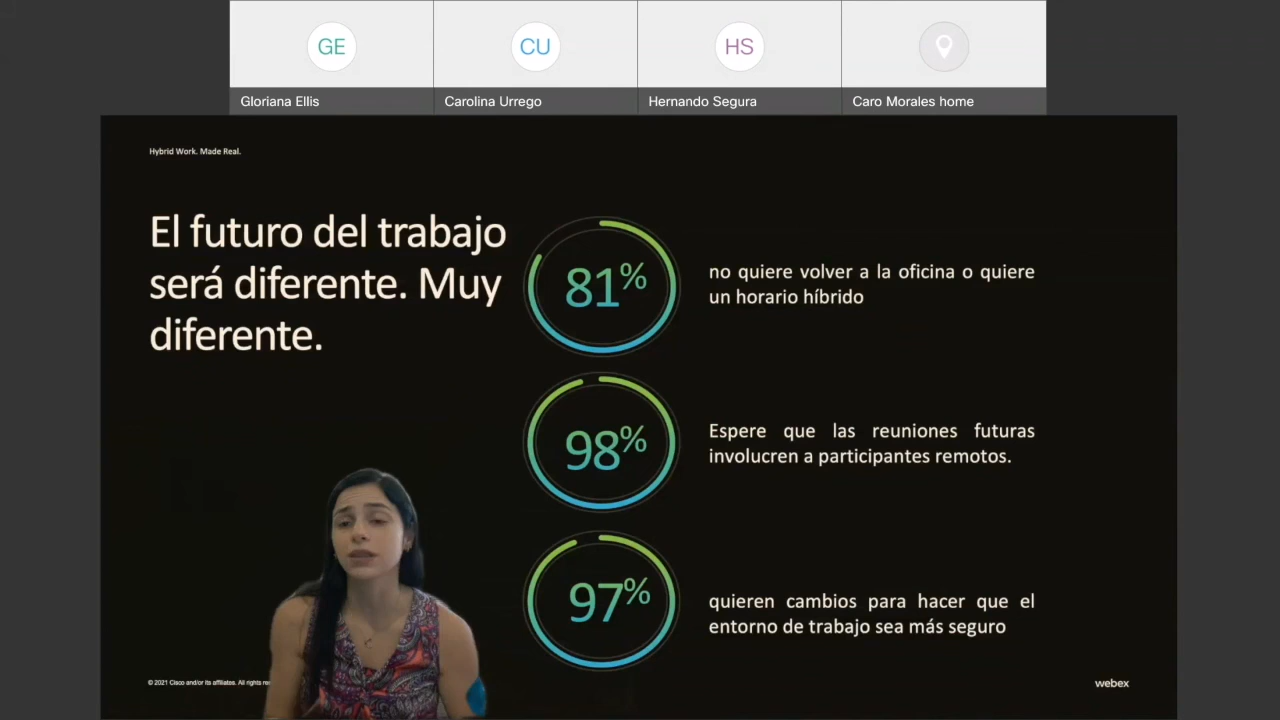 GE
CU
HS
Gloriana Ellis
Carolina Urrego
Hernando Segura
Caro Morales home
Hybrid Work. Made Real.
El futuro del trabajo
será diferente. Muy
diferente.
81%
no quiere volver a la oficina o quiere
un horario híbrido
98%
Espere que las reuniones futuras
involucren a participantes remotos.
97%
quieren cambios para hacer que el
entorno de trabajo sea más seguro
© 2021 Cisco and/or its affiliates. All rights
webex